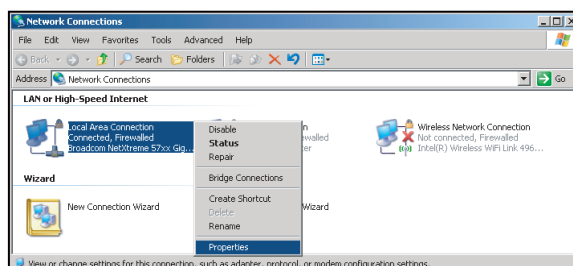 Network Connections
File Edit View Favorites Tools Advanced Help
Back Search Folders
Address Network Connections Go
LAN or High-Speed Internet
Local Area Connection
Connected, Firewalled
Broadcom NetXtreme 57xx Gig...
Disable
Status
Repair
Bridge Connections
Create Shortcut
Delete
Rename
Properties
Wireless Network Connection
Not connected, Firewalled
Intel(R) Wireless WiFi Link 496...
Wizard
New Connection Wizard
Wizard
View or change settings for this connection, such as adapter, protocol, or modem configuration settings.